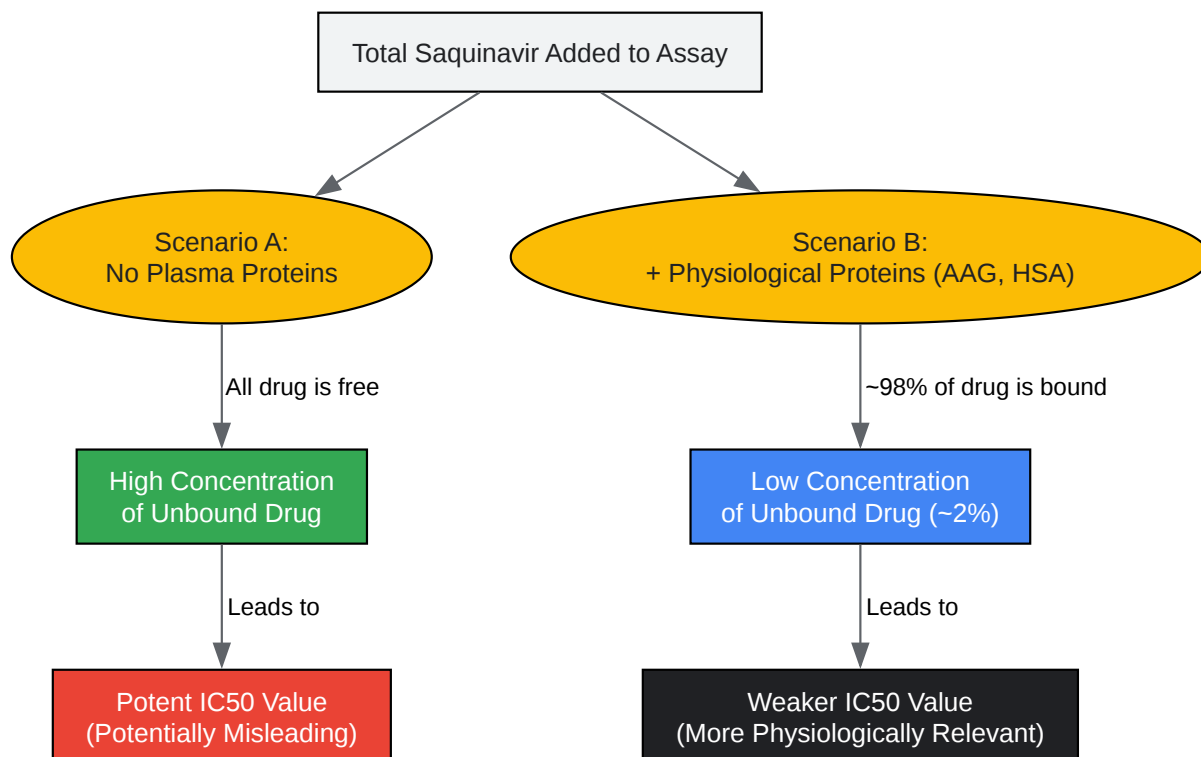 Total Saquinavir Added to Assay
Scenario A:
No Plasma Proteins
Scenario B:
+ Physiological Proteins (AAG, HSA)
All drug is free
~98% of drug is bound
High Concentration
of Unbound Drug
Low Concentration
of Unbound Drug (~2%)
Leads to
Leads to
Potent IC50 Value
(Potentially Misleading)
Weaker IC50 Value
(More Physiologically Relevant)